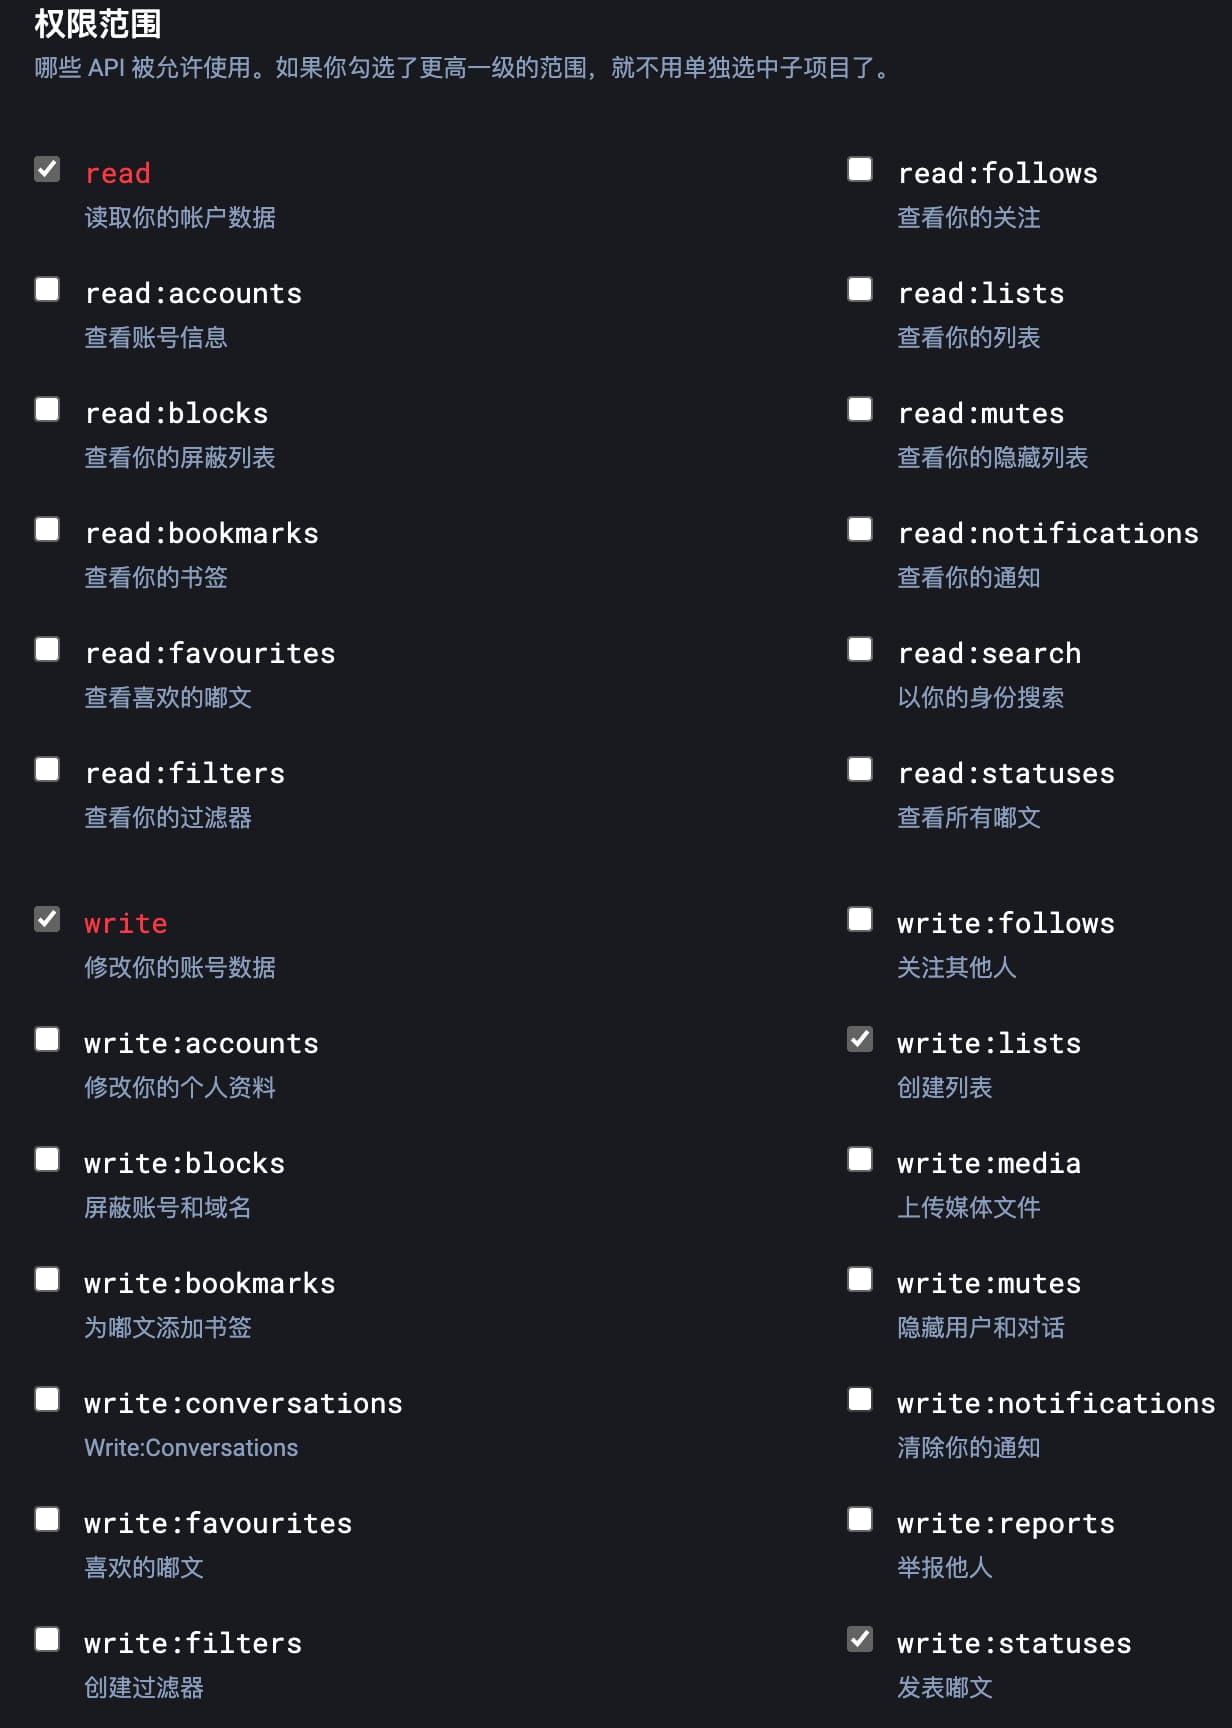 权限范围
哪些 API 被允许使用。如果你勾选了更高一级的范围，就不用单独选中子项目了。
read
读取你的帐户数据
read:accounts
查看账号信息
read:blocks
查看你的屏蔽列表
read:bookmarks
查看你的书签
read:favourites
查看喜欢的嘟文
read:filters
查看你的过滤器
read:follows
查看你的关注
read:lists
查看你的列表
read:mutes
查看你的隐藏列表
read:notifications
查看你的通知
read:search
以你的身份搜索
read:statuses
查看所有嘟文
write
修改你的账号数据
write:accounts
修改你的个人资料
write:blocks
屏蔽账号和域名
write:bookmarks
为嘟文添加书签
write:conversations
Write:Conversations
write:favourites
喜欢的嘟文
write:filters
创建过滤器
write:follows
关注其他人
write:lists
创建列表
write:media
上传媒体文件
write:mutes
隐藏用户和对话
write:notifications
清除你的通知
write:reports
举报他人
write:statuses
发表嘟文